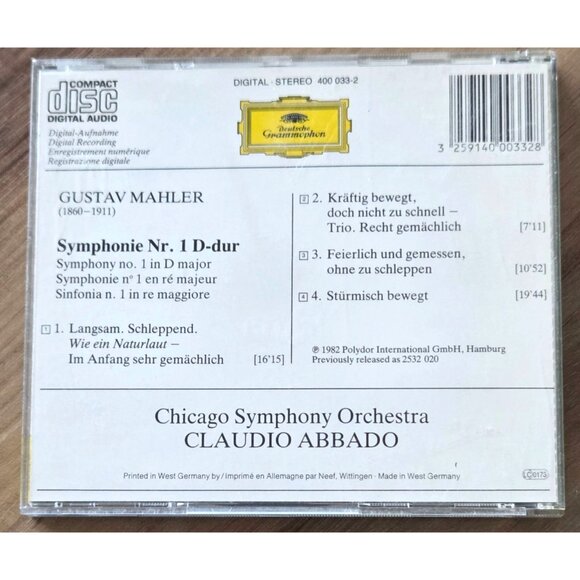 COMPACT
disc
DIGITAL AUDIO
DIGITAL · STEREO 400 033-2
Deutsche
Grammophon
3 259140 003328
Digital-Aufnahme
Digital Recording
Enregistrement numérique
Registrazione digitale
GUSTAV MAHLER
(1860–1911)
Symphonie Nr. 1 D-dur
Symphony no. 1 in D major
Symphonie n° 1 en ré majeur
Sinfonia n. 1 in re maggiore
1 1. Langsam. Schleppend.
Wie ein Naturlaut –
Im Anfang sehr gemächlich [16'15]
2 2. Kräftig bewegt,
doch nicht zu schnell –
Trio. Recht gemächlich [7'11]
3 3. Feierlich und gemessen,
ohne zu schleppen [10'52]
4 4. Stürmisch bewegt [19'44]
℗ 1982 Polydor International GmbH, Hamburg
Previously released as 2532 020
Chicago Symphony Orchestra
CLAUDIO ABBADO
Printed in West Germany by / Imprimé en Allemagne par Neef, Wittingen · Made in West Germany
LC 0173